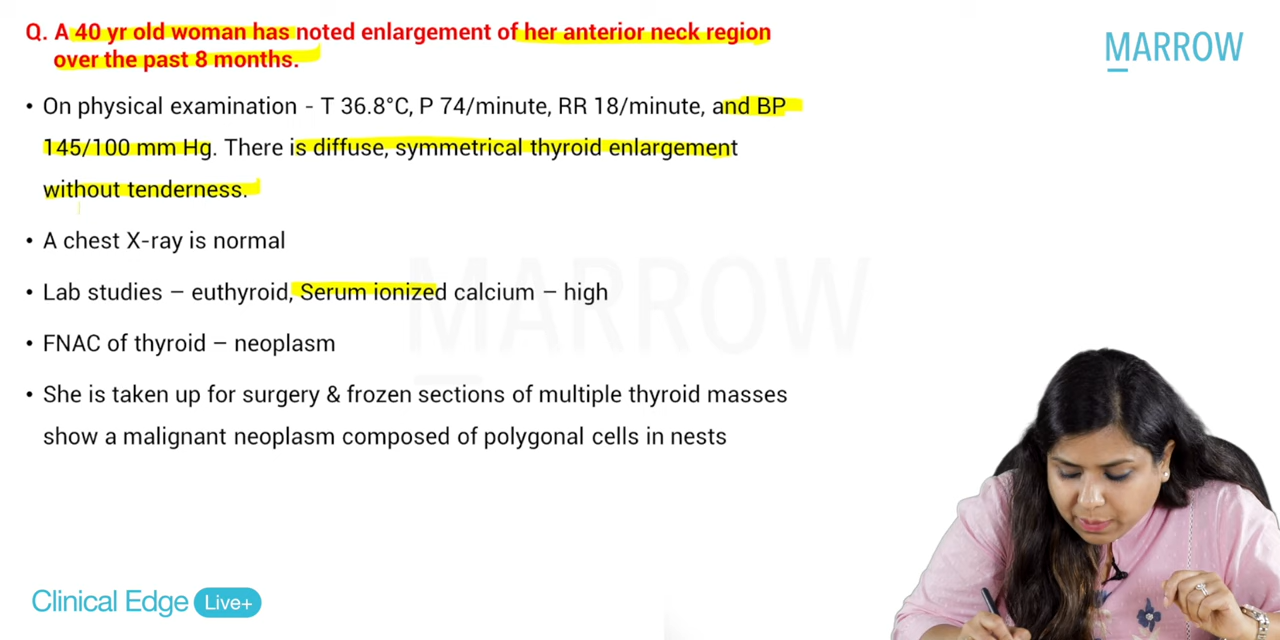 Q. A 40 yr old woman has noted enlargement of her anterior neck region
over the past 8 months.
MARROW
• On physical examination - T 36.8°C, P 74/minute, RR 18/minute, and BP
145/100 mm Hg. There is diffuse, symmetrical thyroid enlargement
without tenderness.
• A chest X-ray is normal
• Lab studies – euthyroid, Serum ionized calcium – high
MARROW
• FNAC of thyroid – neoplasm
• She is taken up for surgery & frozen sections of multiple thyroid masses
show a malignant neoplasm composed of polygonal cells in nests
Clinical Edge Live+